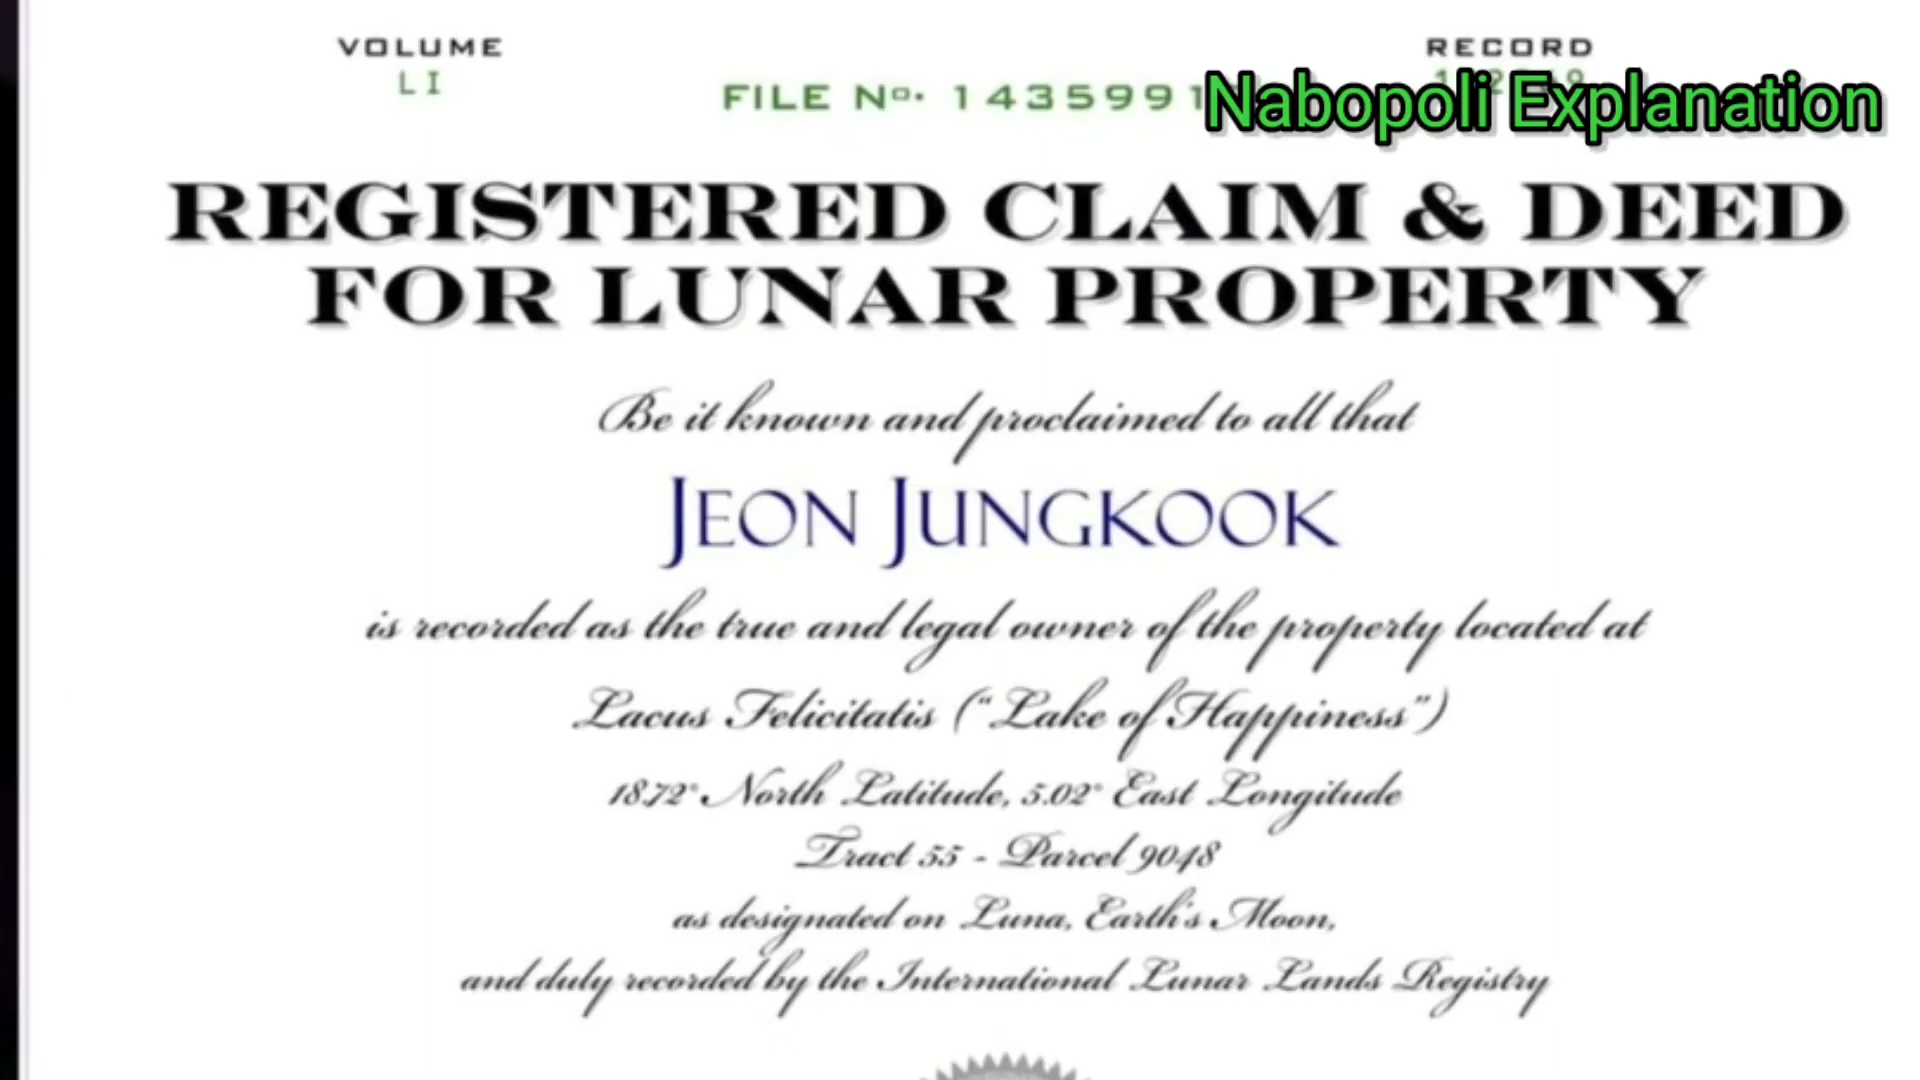 VOLUME
LI
RECORD
FILE No. 1435991
Nabopoli Explanation
REGISTERED CLAIM & DEED
FOR LUNAR PROPERTY
Be it known and proclaimed to all that
JEON JUNGKOOK
is recorded as the true and legal owner of the property located at
Lacus Felicitatis (“Lake of Happiness”)
18.72° North Latitude, 5.02° East Longitude
Tract 55 - Parcel 9048
as designated on Luna, Earth's Moon,
and duly recorded by the International Lunar Lands Registry